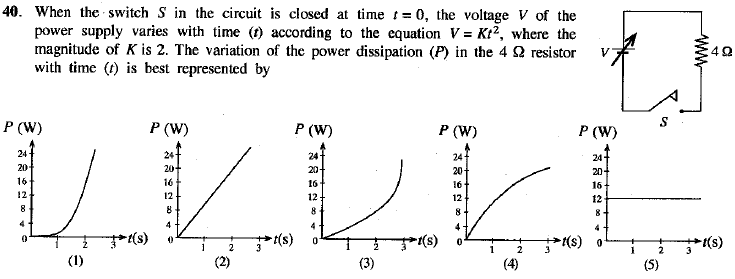 40. When the switch S in the circuit is closed at time t = 0, the voltage V of the
power supply varies with time (t) according to the equation V = Kt², where the
magnitude of K is 2. The variation of the power dissipation (P) in the 4 Ω resistor
with time (t) is best represented by
V 4 Ω
S
P (W) P (W) P (W) P (W) P (W)
24 24 24 24 24
20 20 20 20 20
16 16 16 16 16
12 12 12 12 12
8 8 8 8 8
4 4 4 4 4
0 1 2 3 t(s) 0 1 2 3 t(s) 0 1 2 3 t(s) 0 1 2 3 t(s) 0 1 2 3 t(s)
(1) (2) (3) (4) (5)